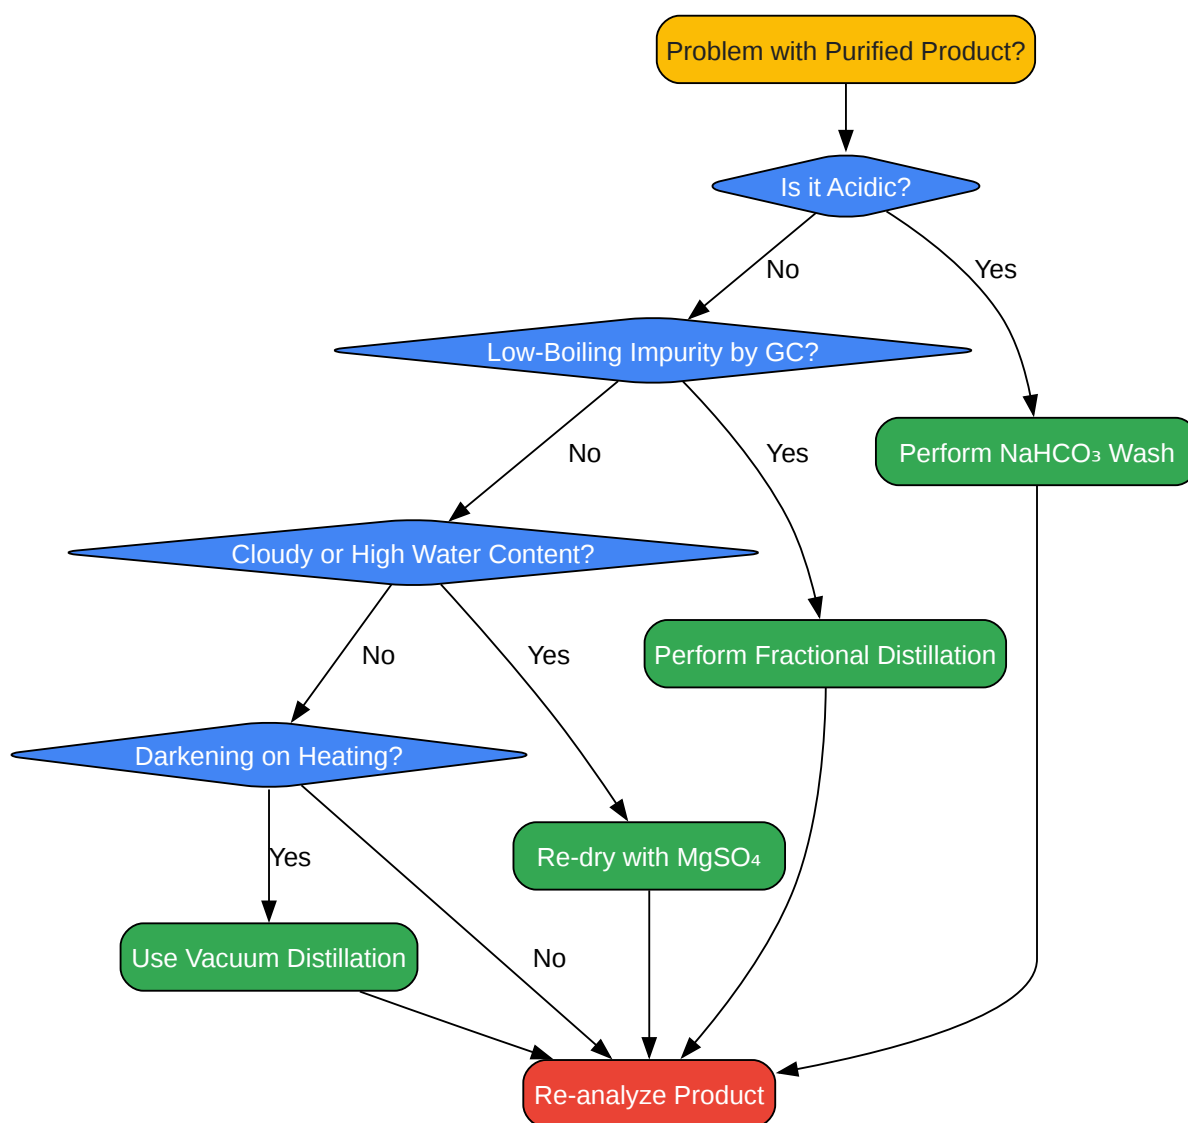 Problem with Purified Product?
Is it Acidic?
No
Yes
Low-Boiling Impurity by GC?
No
Yes
Perform NaHCO₃ Wash
Cloudy or High Water Content?
No
Yes
Perform Fractional Distillation
Darkening on Heating?
Yes
Re-dry with MgSO₄
Use Vacuum Distillation
No
Re-analyze Product